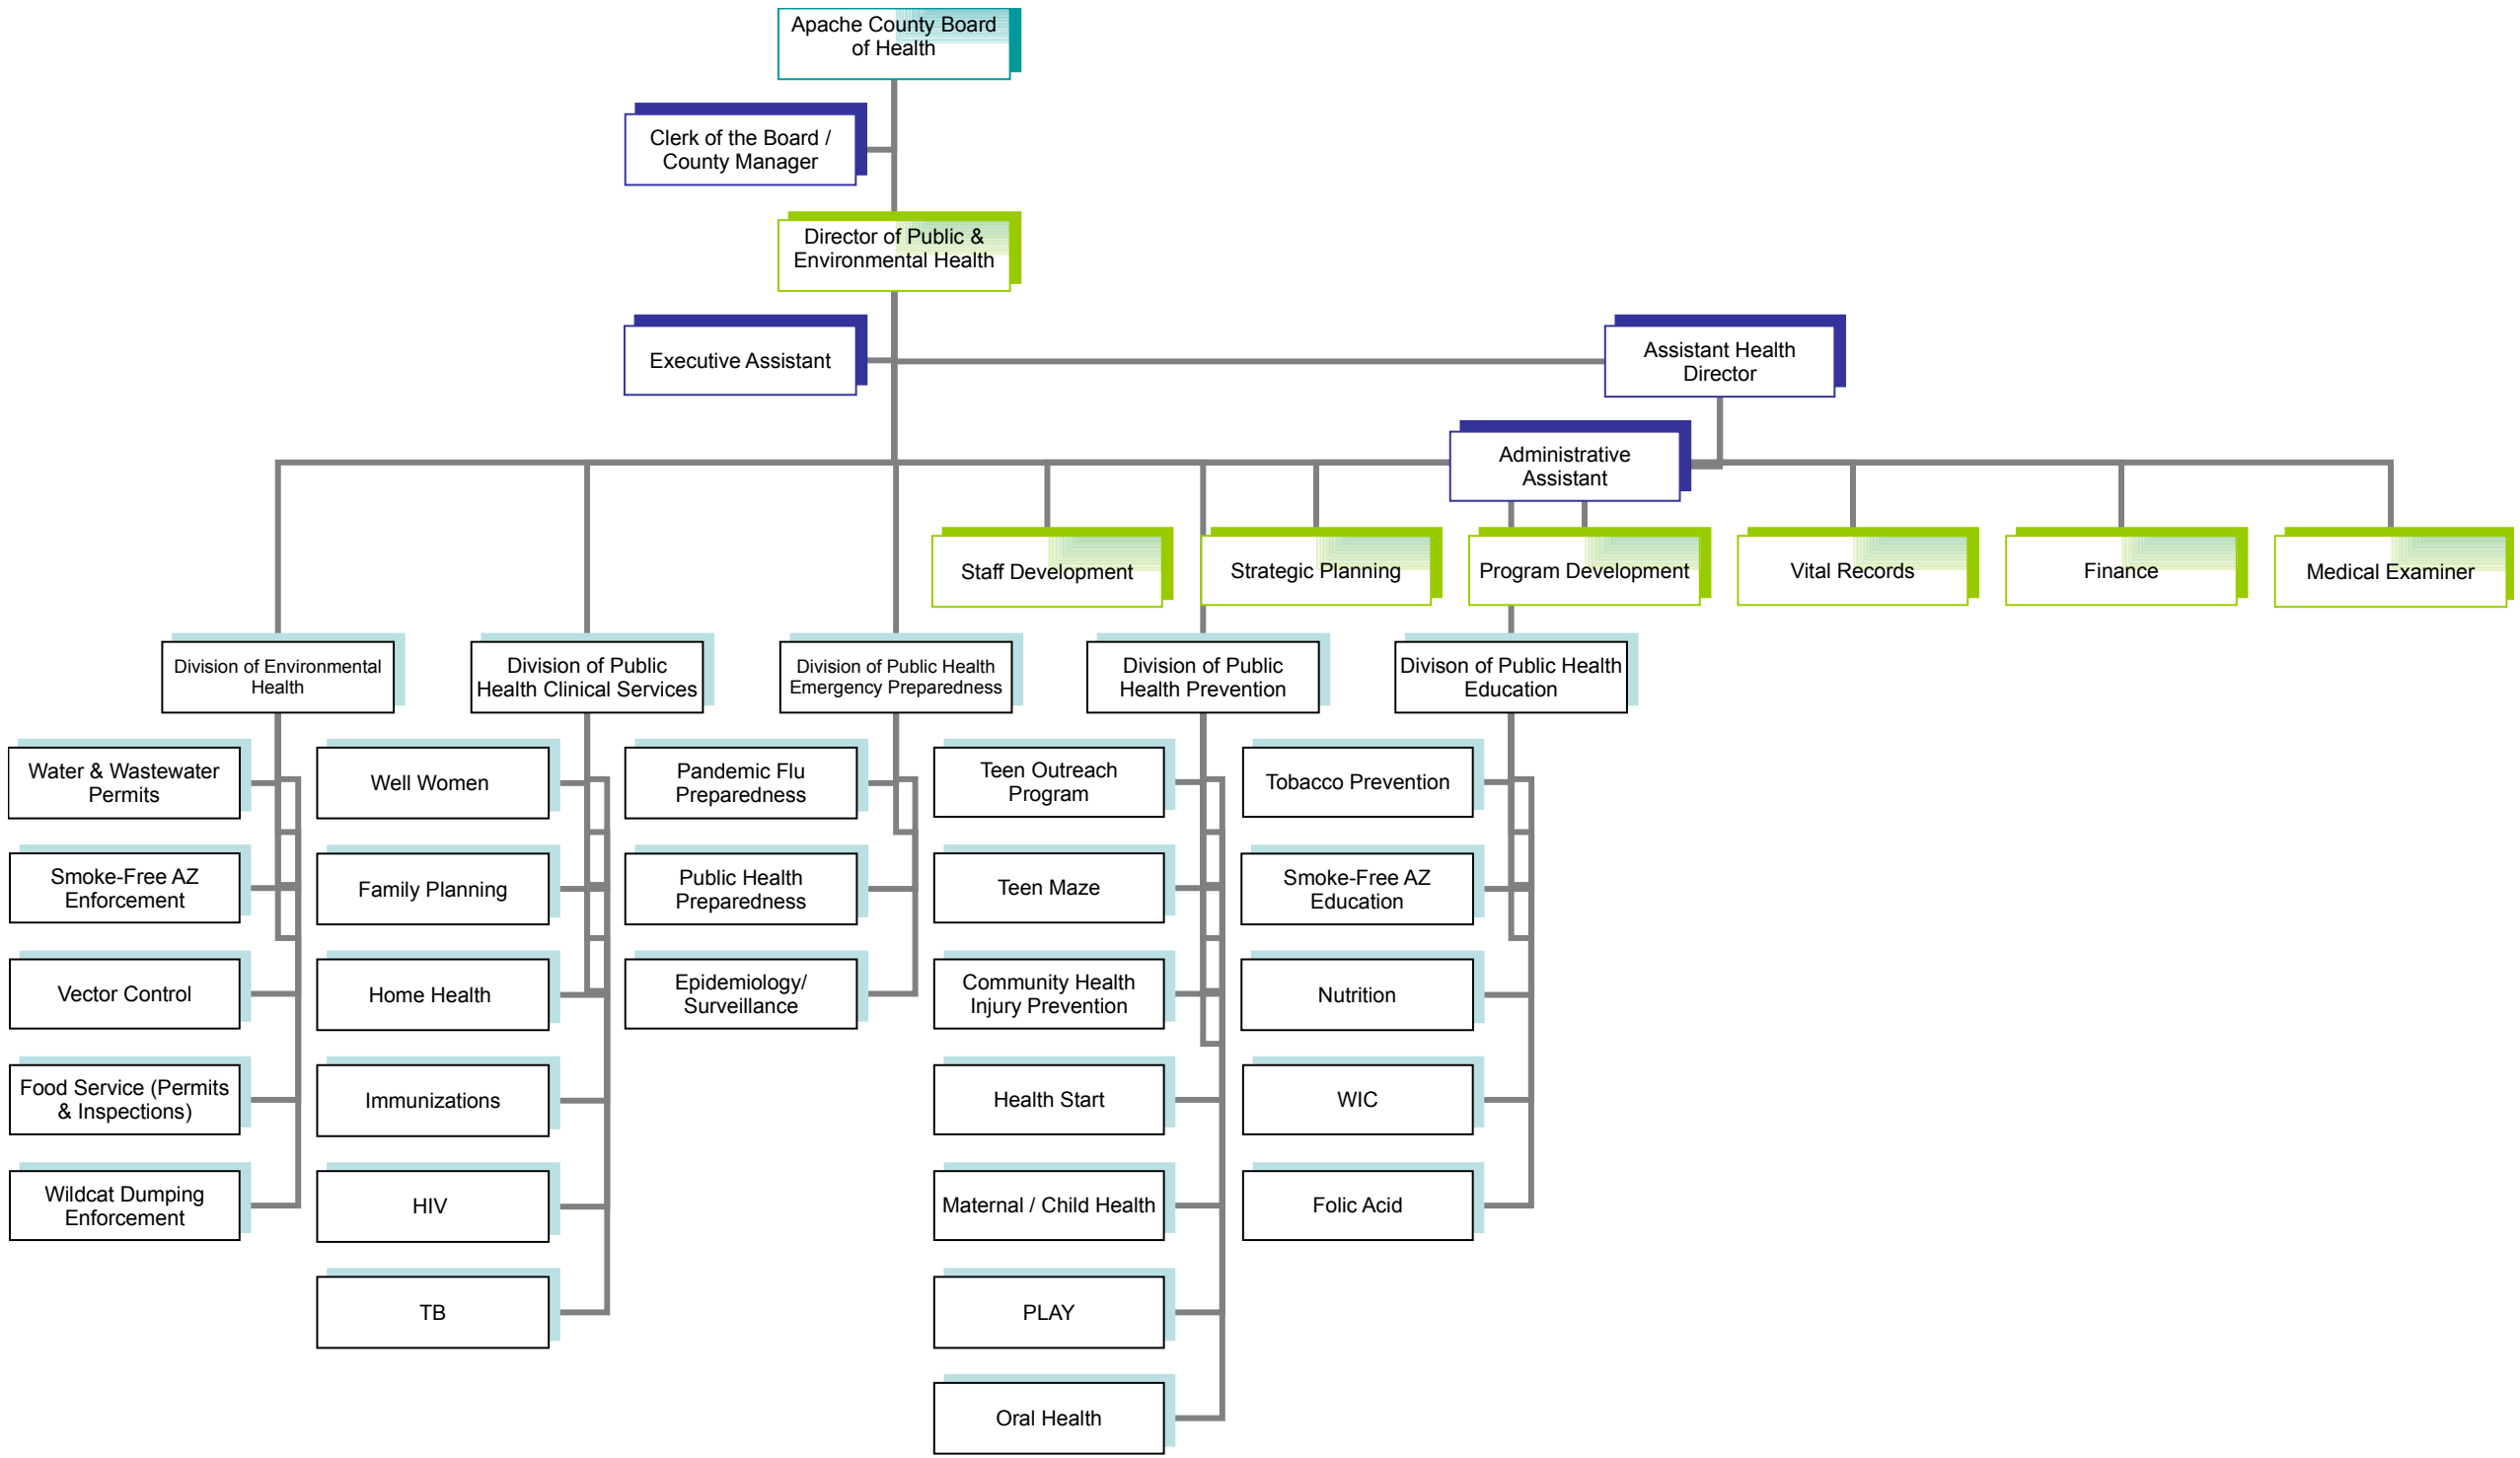 Apache County Board
of Health
Clerk of the Board /
County Manager
Director of Public &
Environmental Health
Executive Assistant
Assistant Health
Director
Administrative
Assistant
Staff Development
Strategic Planning
Program Development
Vital Records
Finance
Medical Examiner
Division of Environmental
Health
Division of Public
Health Clinical Services
Division of Public Health
Emergency Preparedness
Division of Public
Health Prevention
Divison of Public Health
Education
Water & Wastewater
Permits
Smoke-Free AZ
Enforcement
Vector Control
Food Service (Permits
& Inspections)
Wildcat Dumping
Enforcement
Well Women
Family Planning
Home Health
Immunizations
HIV
TB
Pandemic Flu
Preparedness
Public Health
Preparedness
Epidemiology/
Surveillance
Teen Outreach
Program
Teen Maze
Community Health
Injury Prevention
Health Start
Maternal / Child Health
PLAY
Oral Health
Tobacco Prevention
Smoke-Free AZ
Education
Nutrition
WIC
Folic Acid